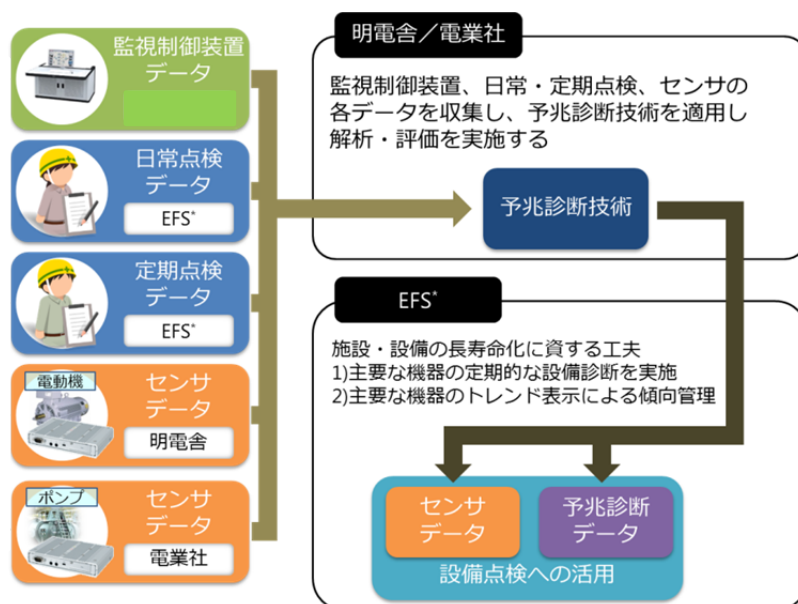 監視制御装置
データ
日常点検
データ
EFS*
定期点検
データ
EFS*
電動機
センサ
データ
明電舎
ポンプ
センサ
データ
電業社
明電舎／電業社
監視制御装置、日常・定期点検、センサの
各データを収集し、予兆診断技術を適用し
解析・評価を実施する
予兆診断技術
EFS*
施設・設備の長寿命化に資する工夫
1)主要な機器の定期的な設備診断を実施
2)主要な機器のトレンド表示による傾向管理
センサ
データ
予兆診断
データ
設備点検への活用